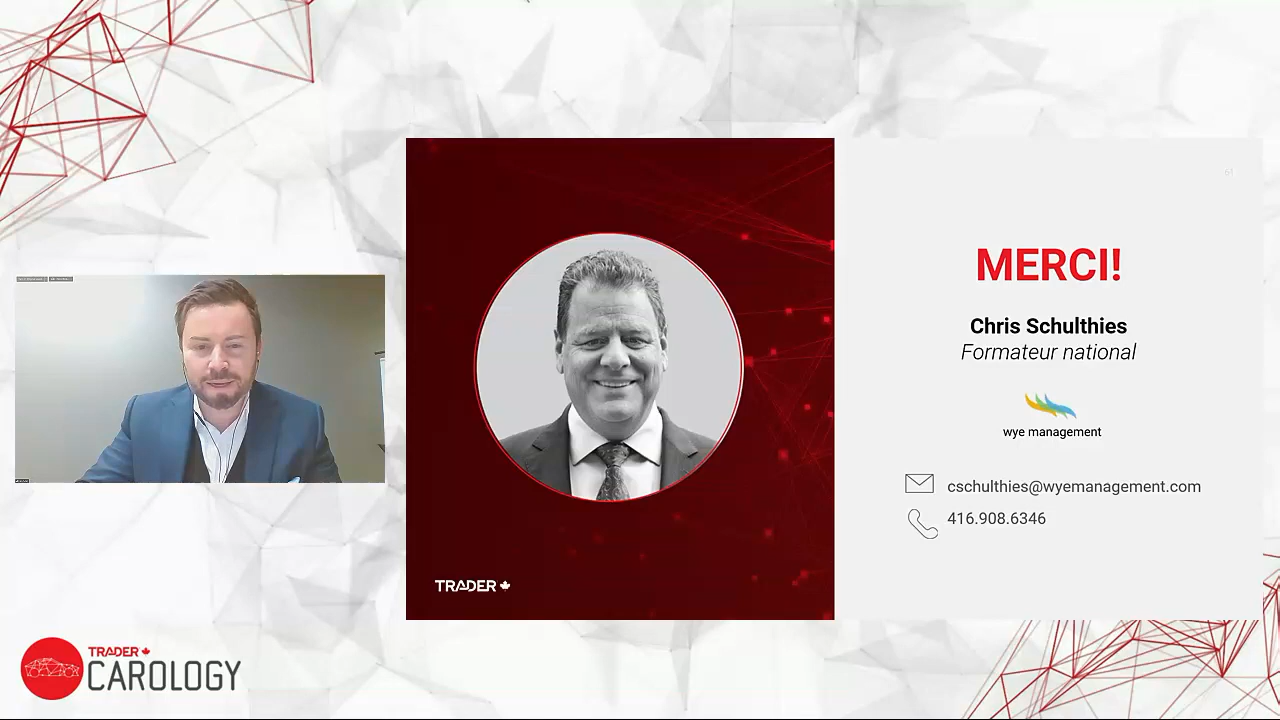 MERCI!
Chris Schulthies
Formateur national
wye management
cschulthies@wyemanagement.com
416.908.6346
TRADER
TRADER
CAROLOGY